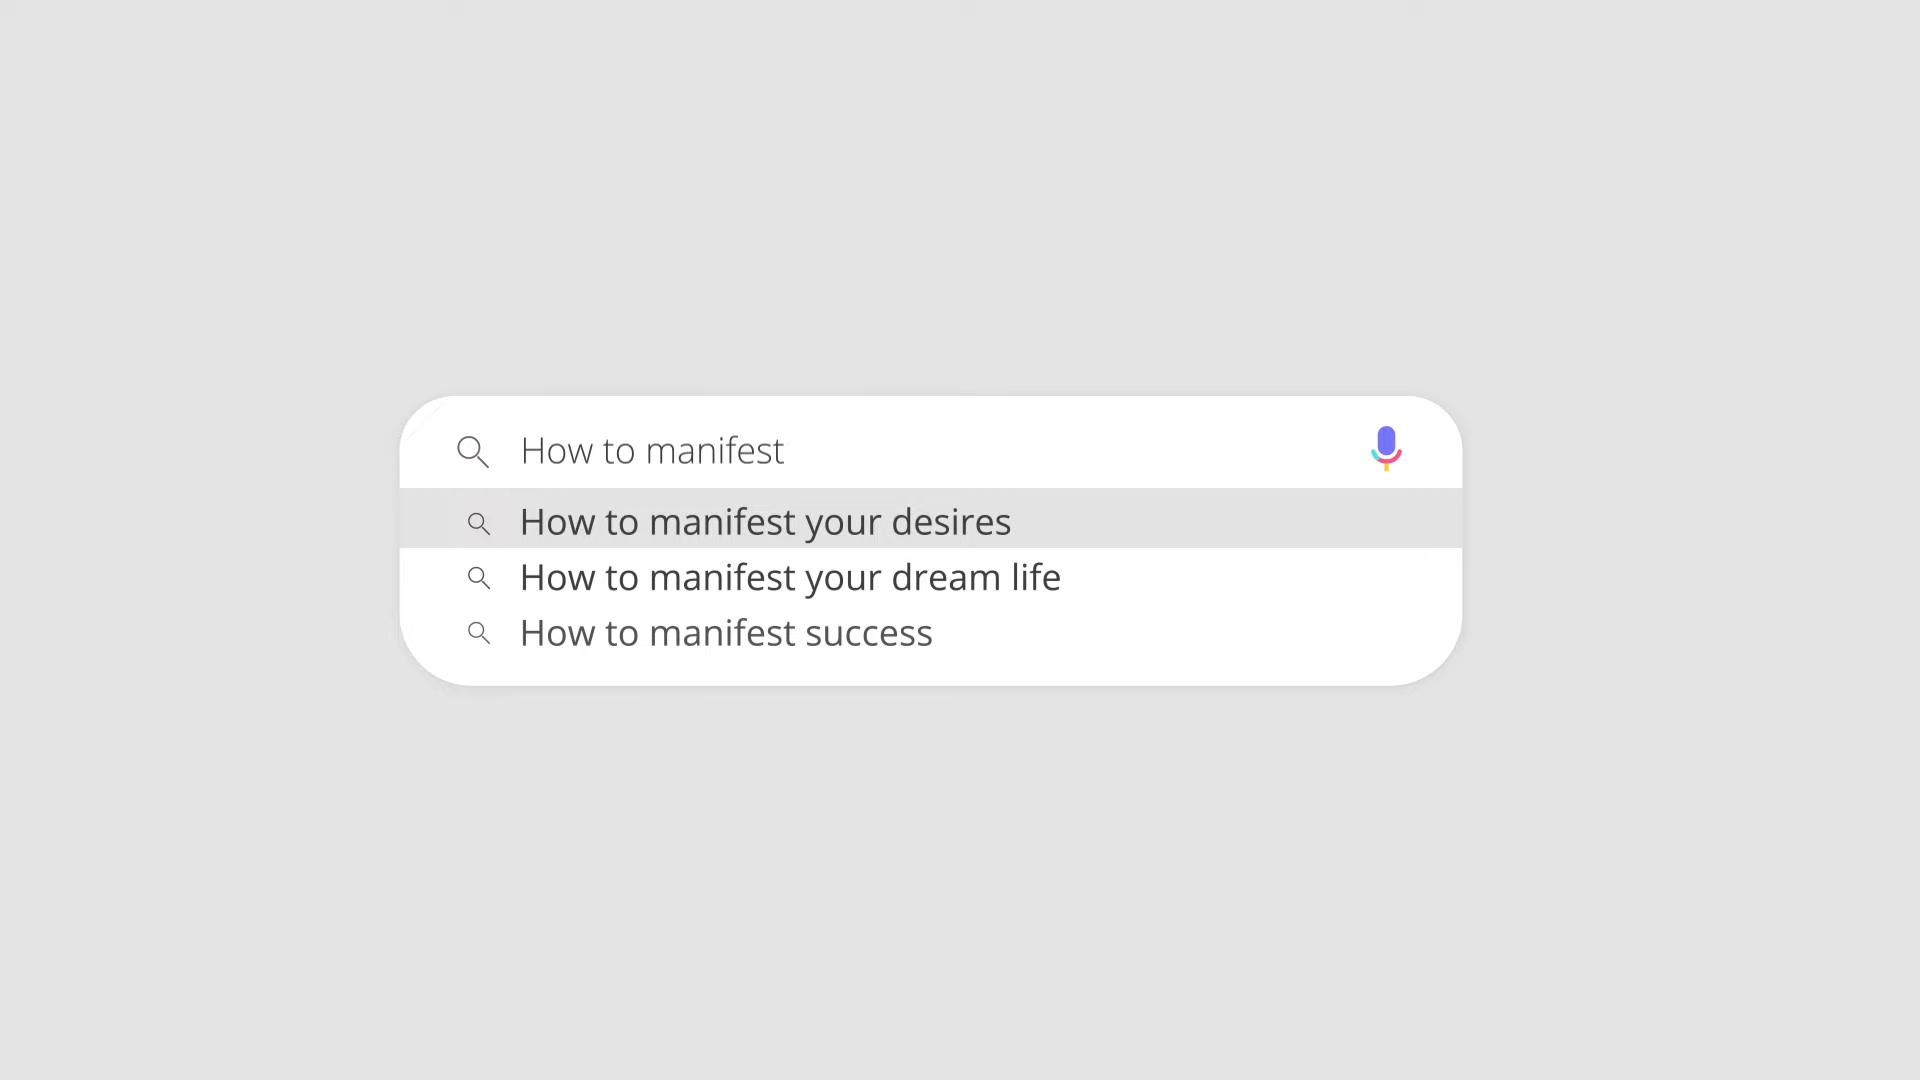 How to manifest
How to manifest your desires
How to manifest your dream life
How to manifest success